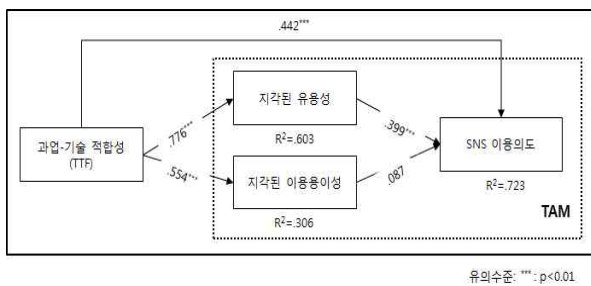 .442***
지각된 유용성
.776***
R²=.603
.399***
과업-기술 적합성
(TTF)
SNS 이용의도
.554***
지각된 이용용이성
.087
R²=.723
R²=.306
TAM
유의수준: *** : p<0.01